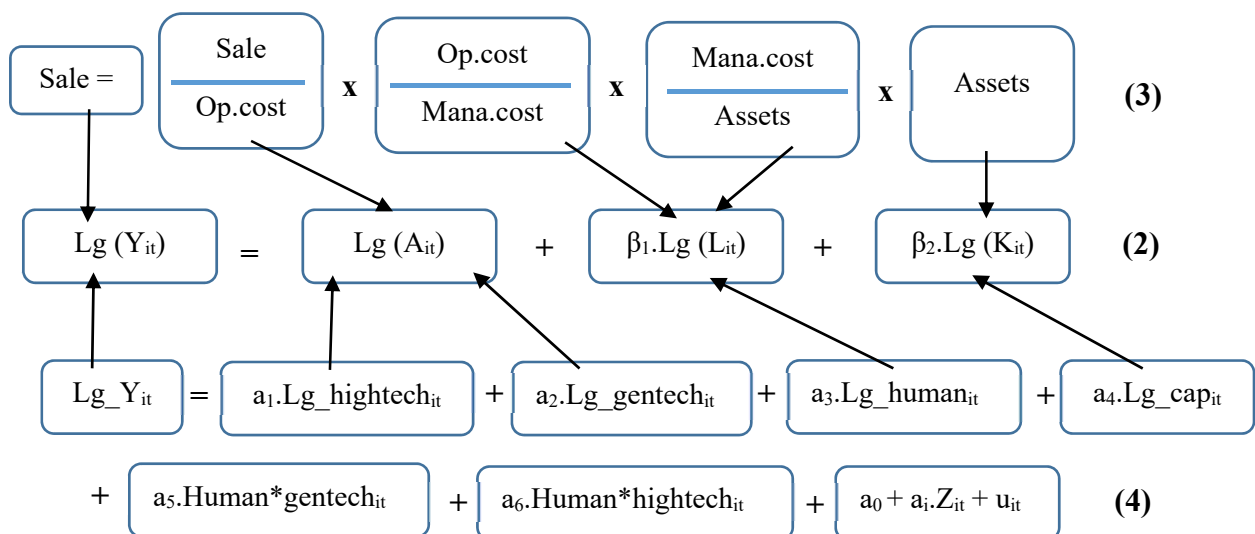 Sale = Sale / Op.cost x Op.cost / Mana.cost x Mana.cost / Assets x Assets (3)
Lg (Yit) = Lg (Ait) + β1.Lg (Lit) + β2.Lg (Kit) (2)
Lg_Yit = a1.Lg_hightechit + a2.Lg_gentechit + a3.Lg_humanit + a4.Lg_capit
+ a5.Human*gentechit + a6.Human*hightechit + a0 + ai.Zit + uit (4)